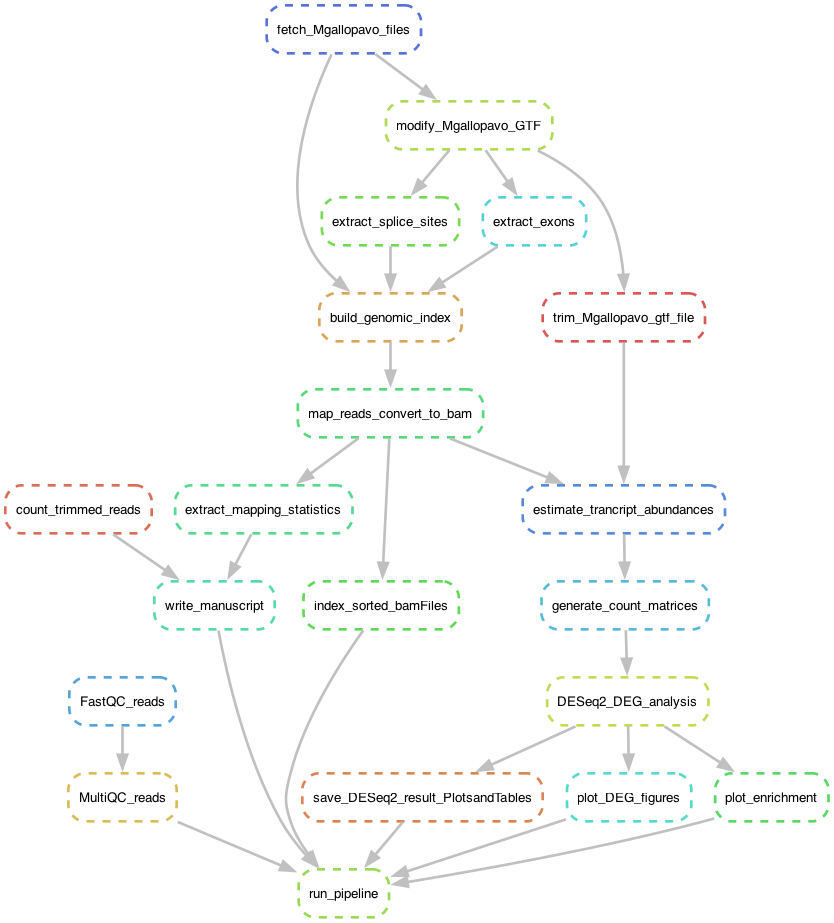 fetch_Mgallopavo_files
modify_Mgallopavo_GTF
extract_splice_sites
extract_exons
build_genomic_index
trim_Mgallopavo_gtf_file
map_reads_convert_to_bam
count_trimmed_reads
extract_mapping_statistics
estimate_trancript_abundances
write_manuscript
index_sorted_bamFiles
generate_count_matrices
FastQC_reads
DESeq2_DEG_analysis
MultiQC_reads
save_DESeq2_result_PlotsandTables
plot_DEG_figures
plot_enrichment
run_pipeline